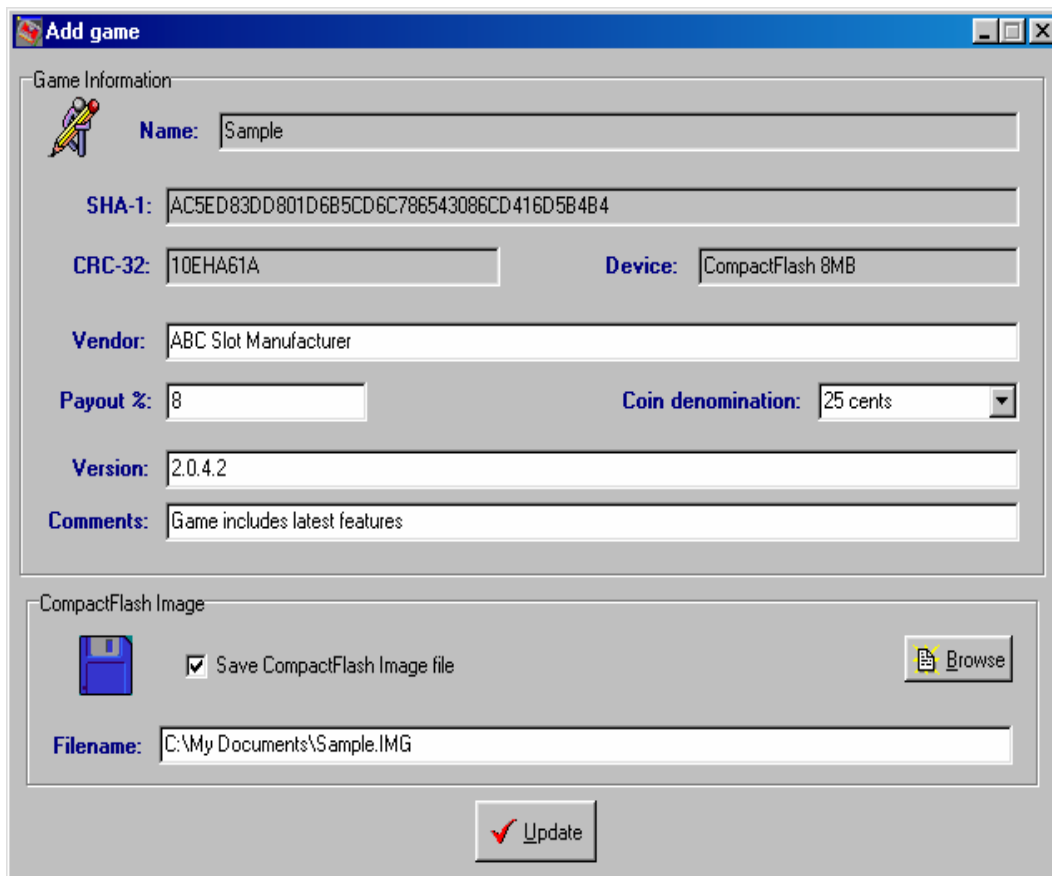 Add game
Game Information
Name: Sample
SHA-1: AC5ED83DD801D6B5CD6C786543086CD416D5B4B4
CRC-32: 10EHA61A Device: CompactFlash 8MB
Vendor: ABC Slot Manufacturer
Payout %: 8 Coin denomination: 25 cents
Version: 2.0.4.2
Comments: Game includes latest features
CompactFlash Image
Save CompactFlash Image file Browse
Filename: C:\My Documents\Sample.IMG
Update